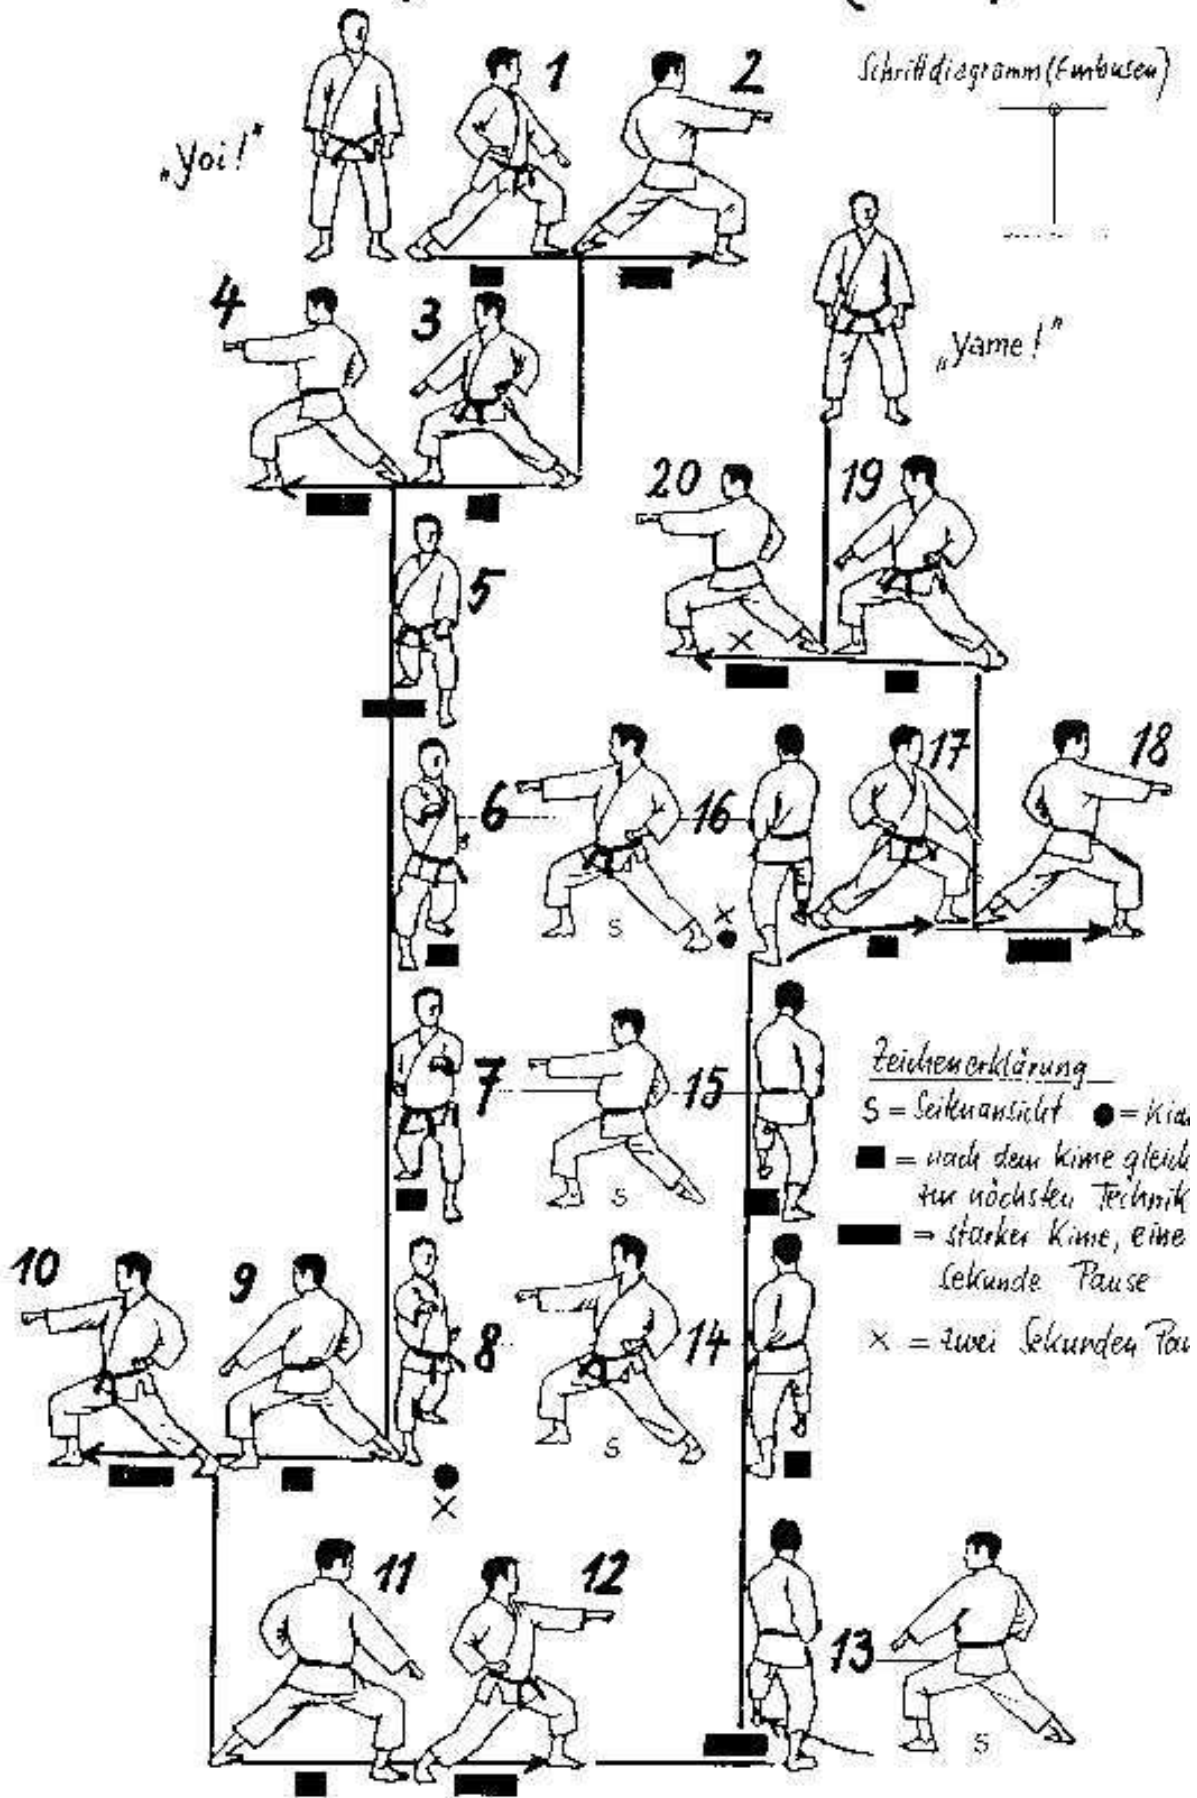 Schrittdiagramm (Embusen)
„Yoi!"
1
2
4
3
„Yame!"
20
19
5
6
16
17
18
S
7
15
S
Zeichenerklärung
S = Seitenansicht ● = Kiai
■ = nach dem Kime gleich
zur nächsten Technik
▬ = starker Kime, eine
Sekunde Pause
× = zwei Sekunden Pau
10
9
8
14
S
11
12
13
S